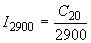 I₂₉₀₀ = C₂₀ / 2900